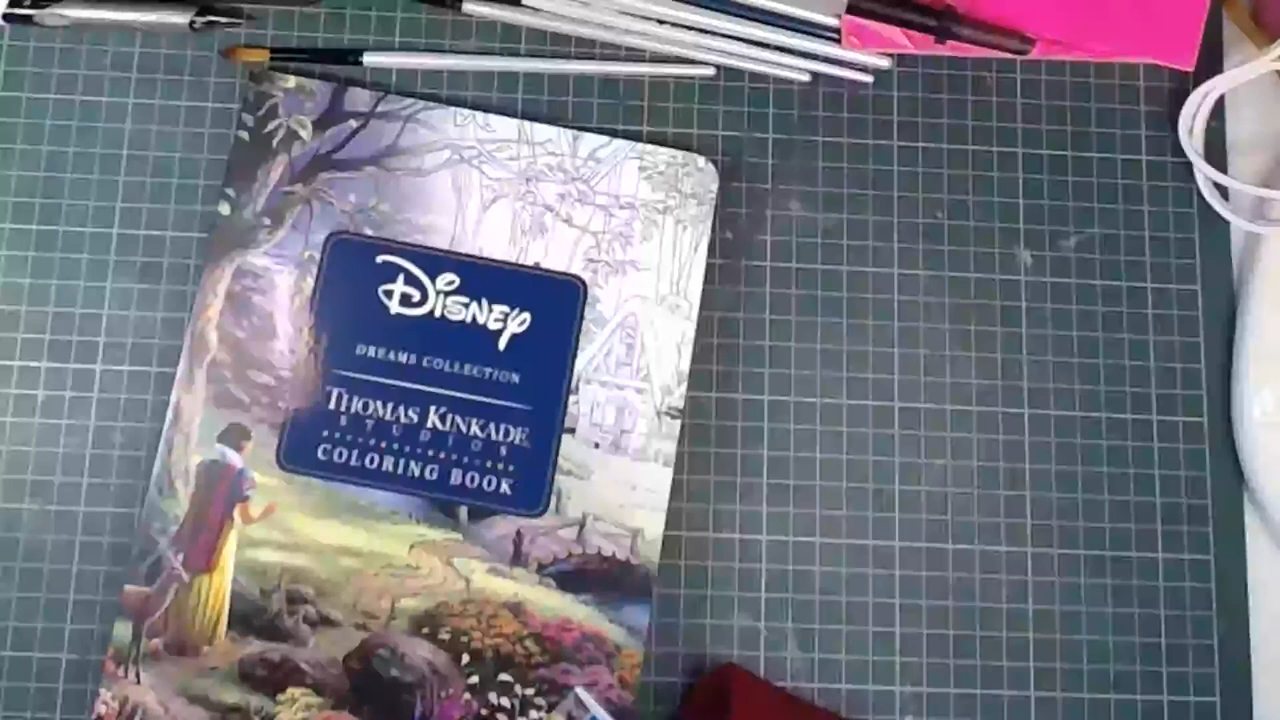 Disney
DREAMS COLLECTION
THOMAS KINKADE
STUDIOS
COLORING BOOK